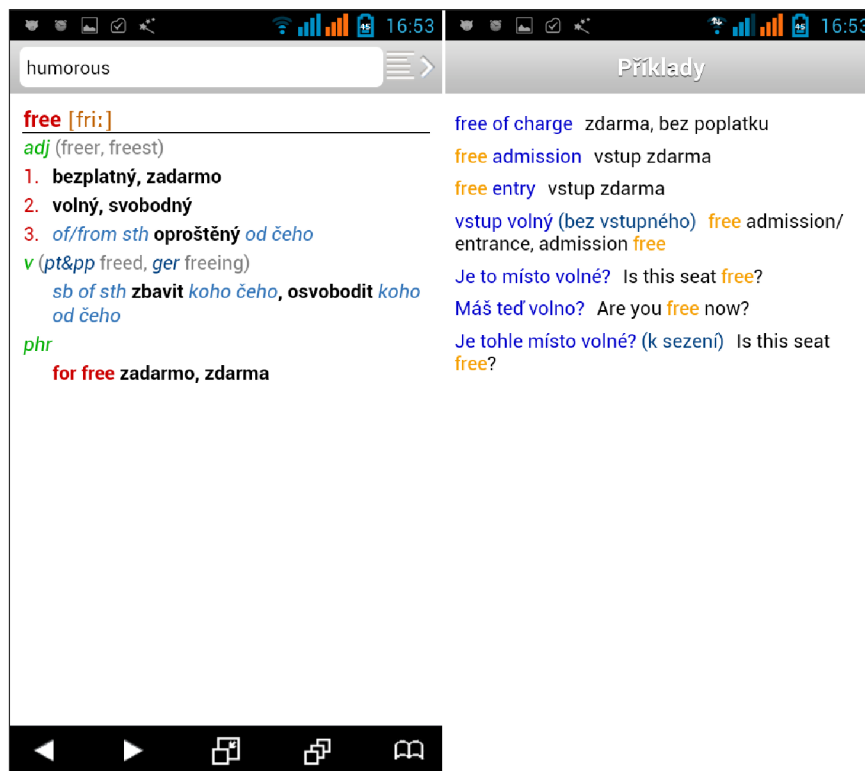 16:53
humorous
free [fri:]
adj (freer, freest)
1. bezplatný, zadarmo
2. volný, svobodný
3. of/from sth oproštěný od čeho
v (pt&pp freed, ger freeing)
sb of sth zbavit koho čeho, osvobodit koho
od čeho
phr
for free zadarmo, zdarma
16:53
Příklady
free of charge zdarma, bez poplatku
free admission vstup zdarma
free entry vstup zdarma
vstup volný (bez vstupného) free admission/
entrance, admission free
Je to místo volné? Is this seat free?
Máš teď volno? Are you free now?
Je tohle místo volné? (k sezení) Is this seat
free?